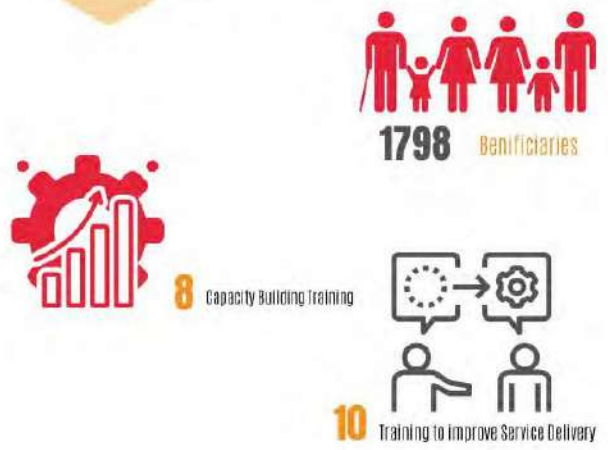 1798 Benificiaries
8 Capacity Building Training
10 Training to improve Service Delivery